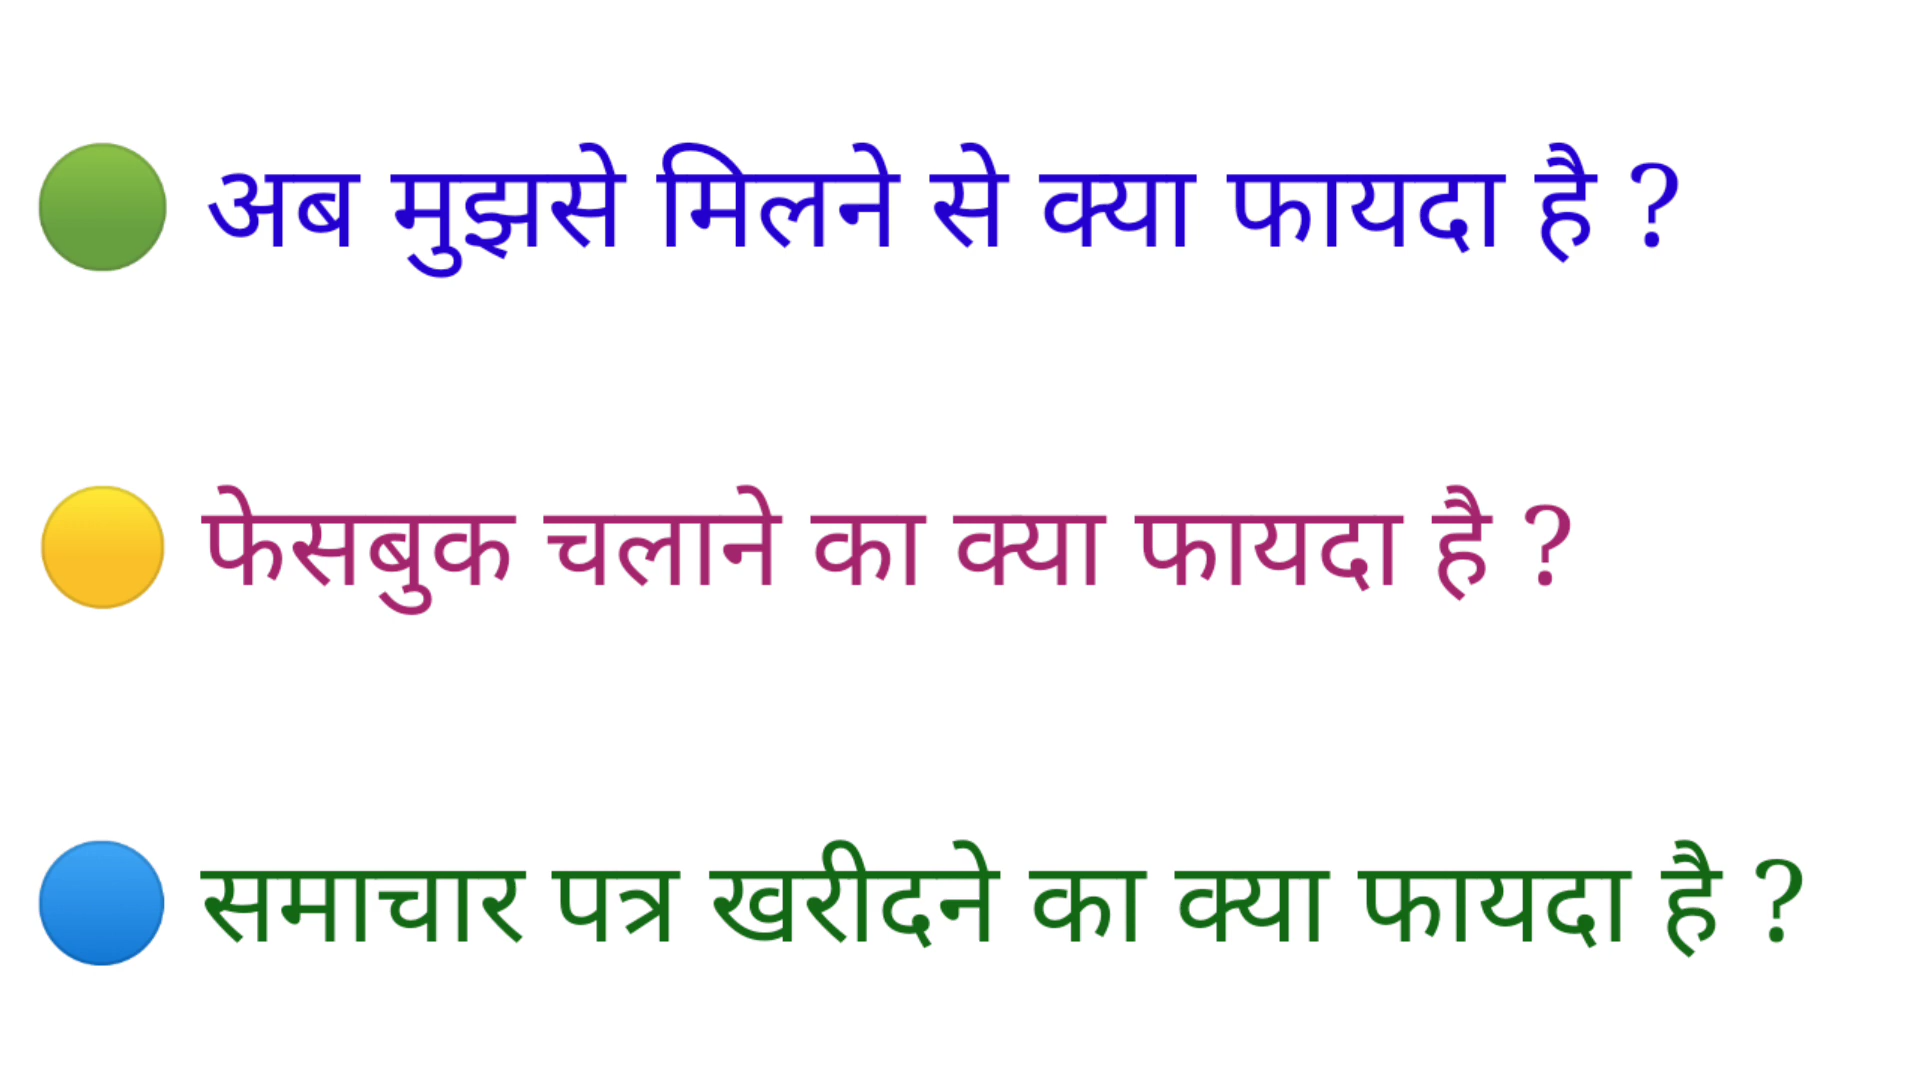 अब मुझसे मिलने से क्या फायदा है ?
फेसबुक चलाने का क्या फायदा है ?
समाचार पत्र खरीदने का क्या फायदा है ?